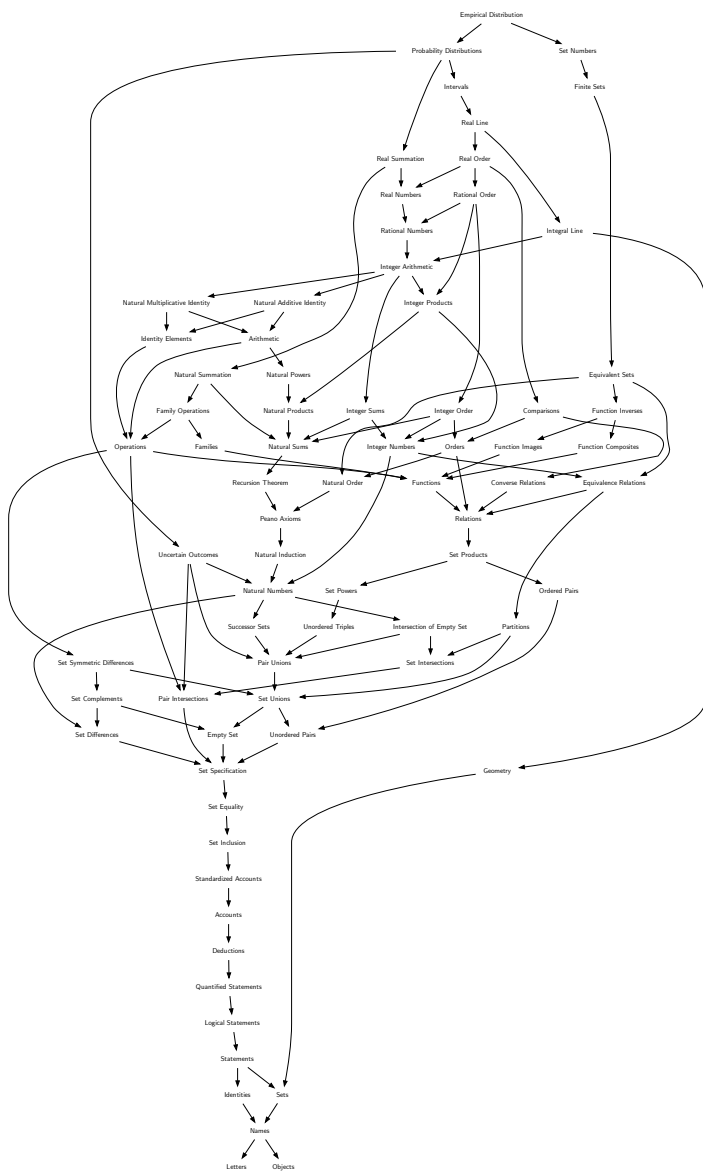 Empirical Distribution
Probability Distributions
Set Numbers
Intervals
Finite Sets
Real Line
Real Summation
Real Order
Real Numbers
Rational Order
Rational Numbers
Integral Line
Integer Arithmetic
Natural Multiplicative Identity
Natural Additive Identity
Integer Products
Identity Elements
Arithmetic
Natural Summation
Natural Powers
Equivalent Sets
Family Operations
Natural Products
Integer Sums
Integer Order
Comparisons
Function Inverses
Operations
Families
Natural Sums
Integer Numbers
Orders
Function Images
Function Composites
Recursion Theorem
Natural Order
Functions
Converse Relations
Equivalence Relations
Peano Axioms
Relations
Uncertain Outcomes
Natural Induction
Set Products
Natural Numbers
Set Powers
Ordered Pairs
Successor Sets
Unordered Triples
Intersection of Empty Set
Partitions
Set Symmetric Differences
Pair Unions
Set Intersections
Set Complements
Pair Intersections
Set Unions
Set Differences
Empty Set
Unordered Pairs
Set Specification
Geometry
Set Equality
Set Inclusion
Standardized Accounts
Accounts
Deductions
Quantified Statements
Logical Statements
Statements
Identities
Sets
Names
Letters
Objects